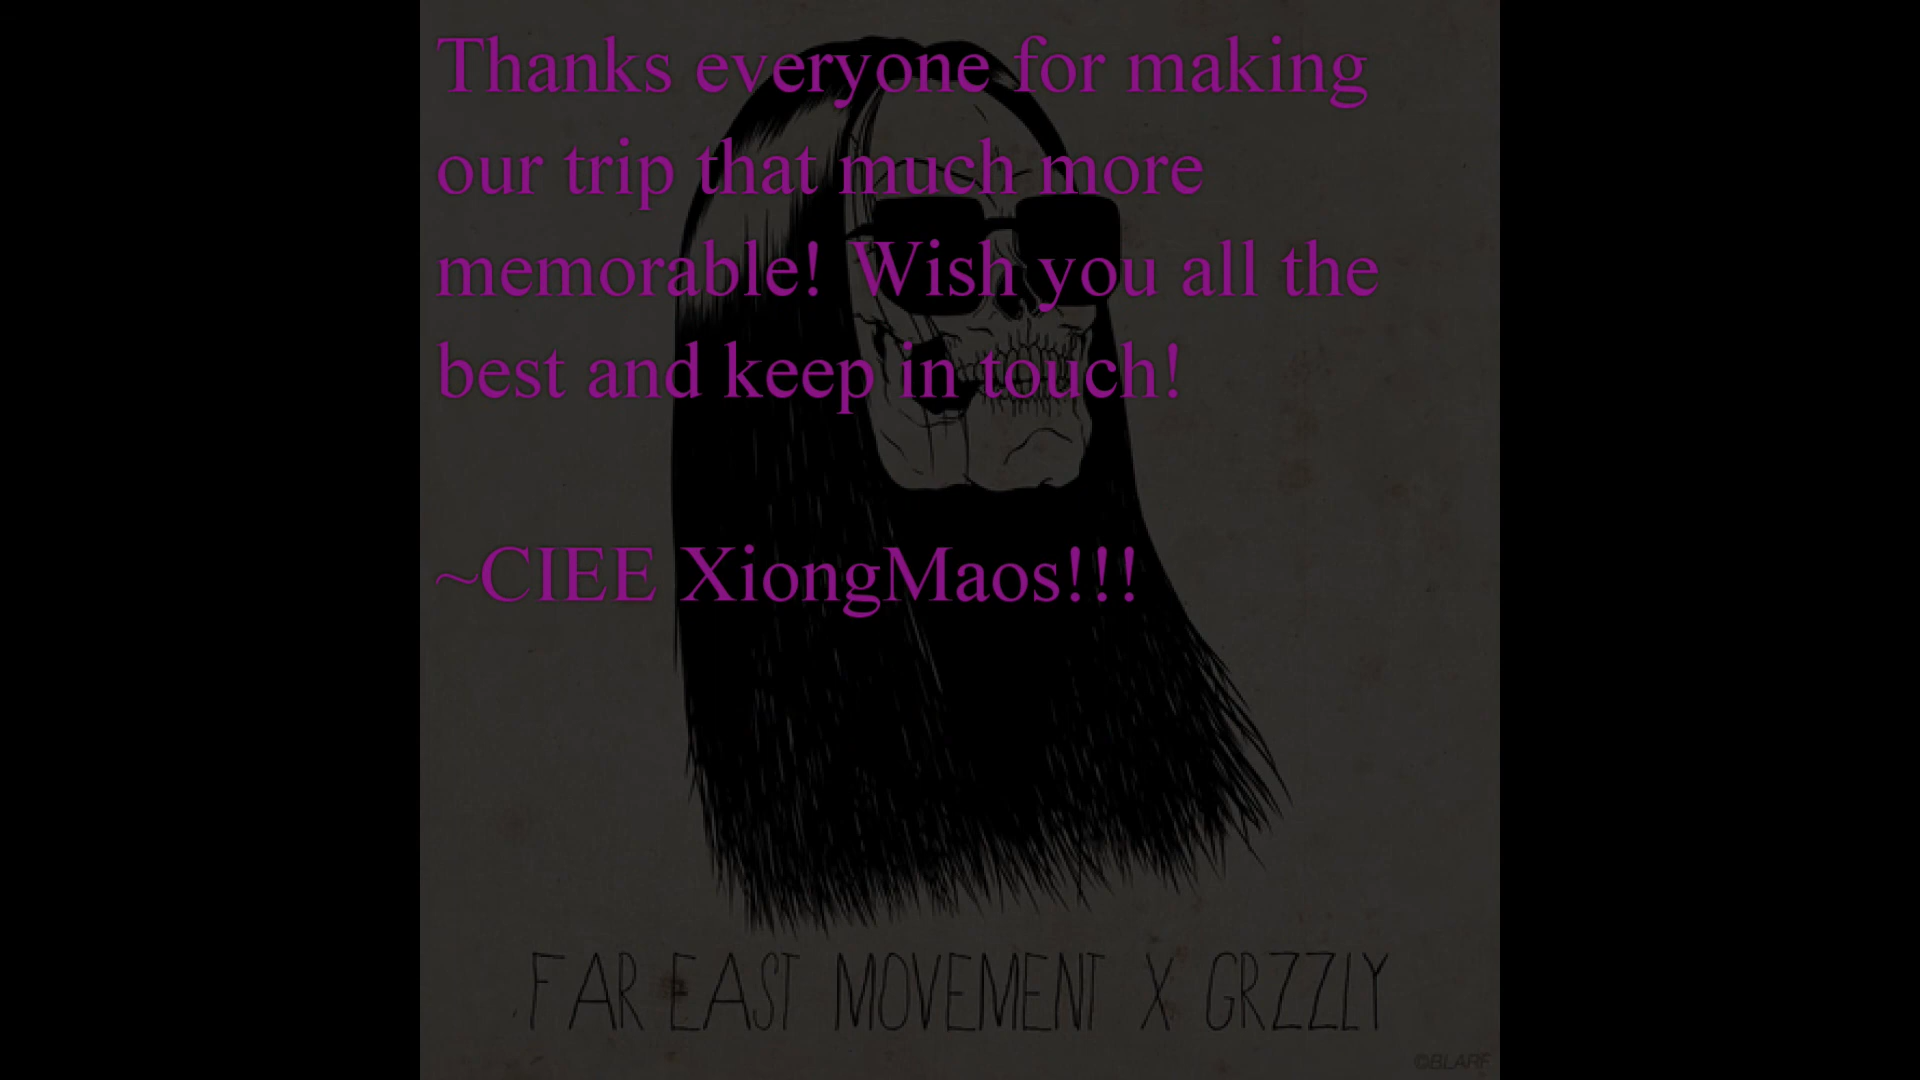 Thanks everyone for making
our trip that much more
memorable! Wish you all the
best and keep in touch!
~CIEE XiongMaos!!!
FAR EAST MOVEMENT X GRZZLY
©BLARF